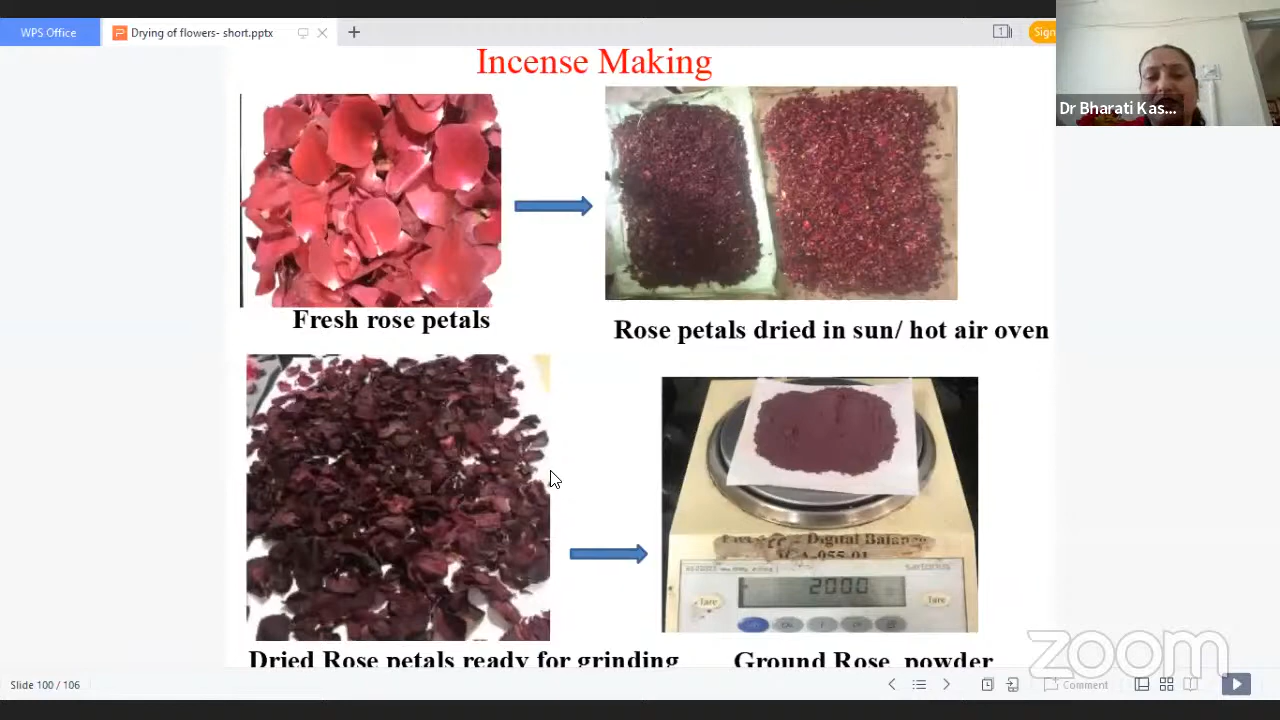 WPS Office
Drying of flowers- short.pptx
1
Sign
Incense Making
Dr Bharati Kas...
Fresh rose petals
Rose petals dried in sun/ hot air oven
Digital Balance
Tare
2000
Tare
Dried Rose petals ready for grinding
Ground Rose powder
zoom
Slide 100 / 106
Comment